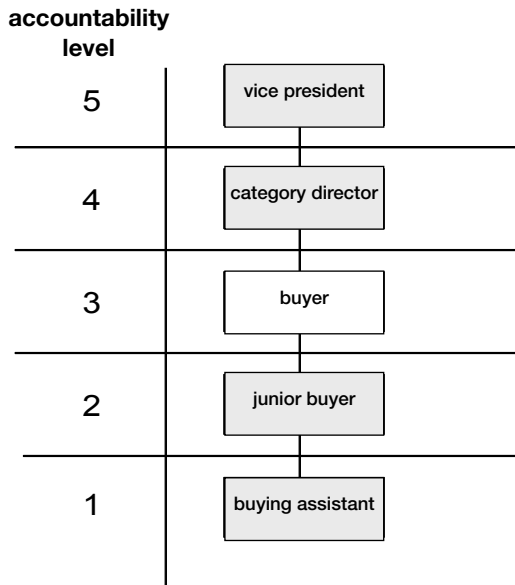 accountability
level
5
vice president
4
category director
3
buyer
2
junior buyer
1
buying assistant